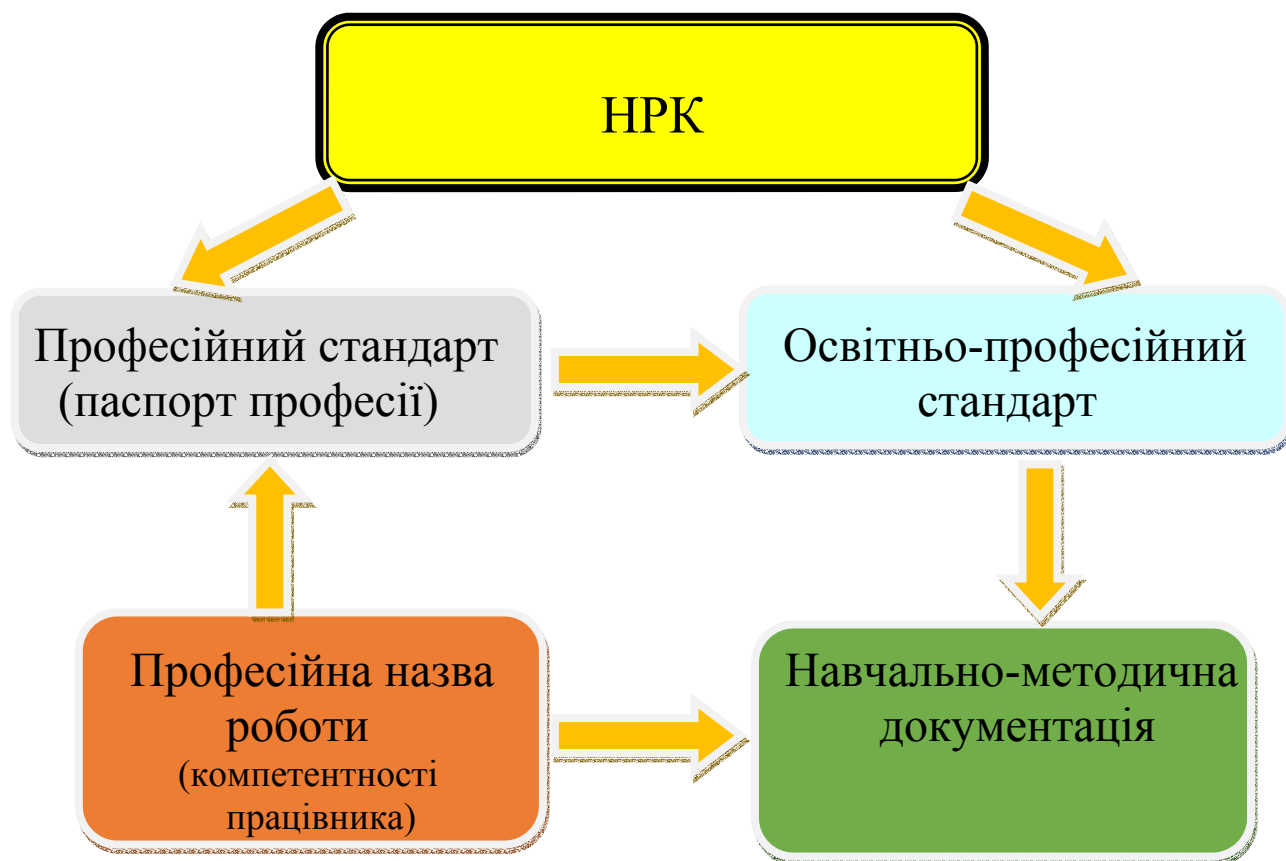 НРК
Професійний стандарт
(паспорт професії)
Освітньо-професійний
стандарт
Професійна назва
роботи
(компетентності
працівника)
Навчально-методична
документація